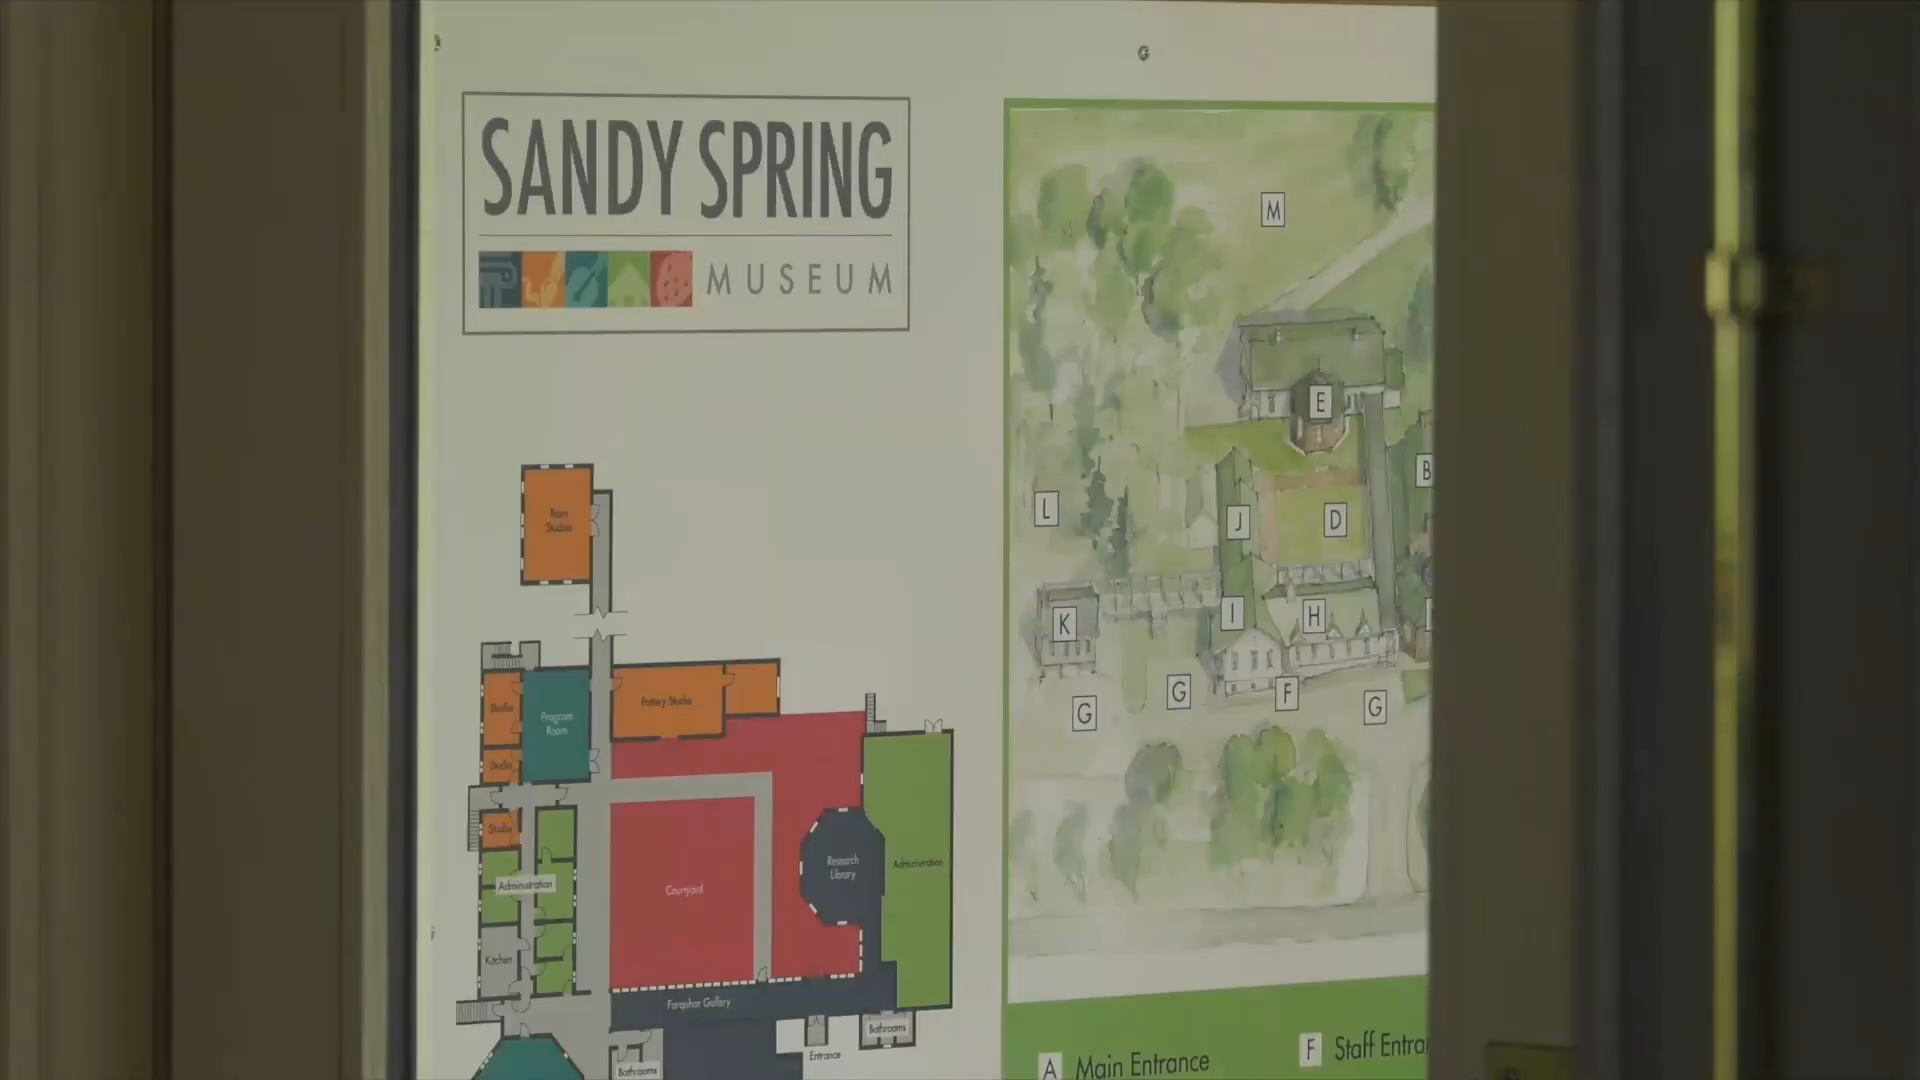 SANDY SPRING
MUSEUM
Barn
Studios
Pottery Studio
Program
Room
Studio
Studio
Studio
Administration
Kitchen
Courtyard
Research
Library
Administration
Farquhar Gallery
Bathrooms
Entrance
Bathrooms
M
E
B
L
J
D
K
I
H
G
G
F
G
A Main Entrance
F Staff Entra